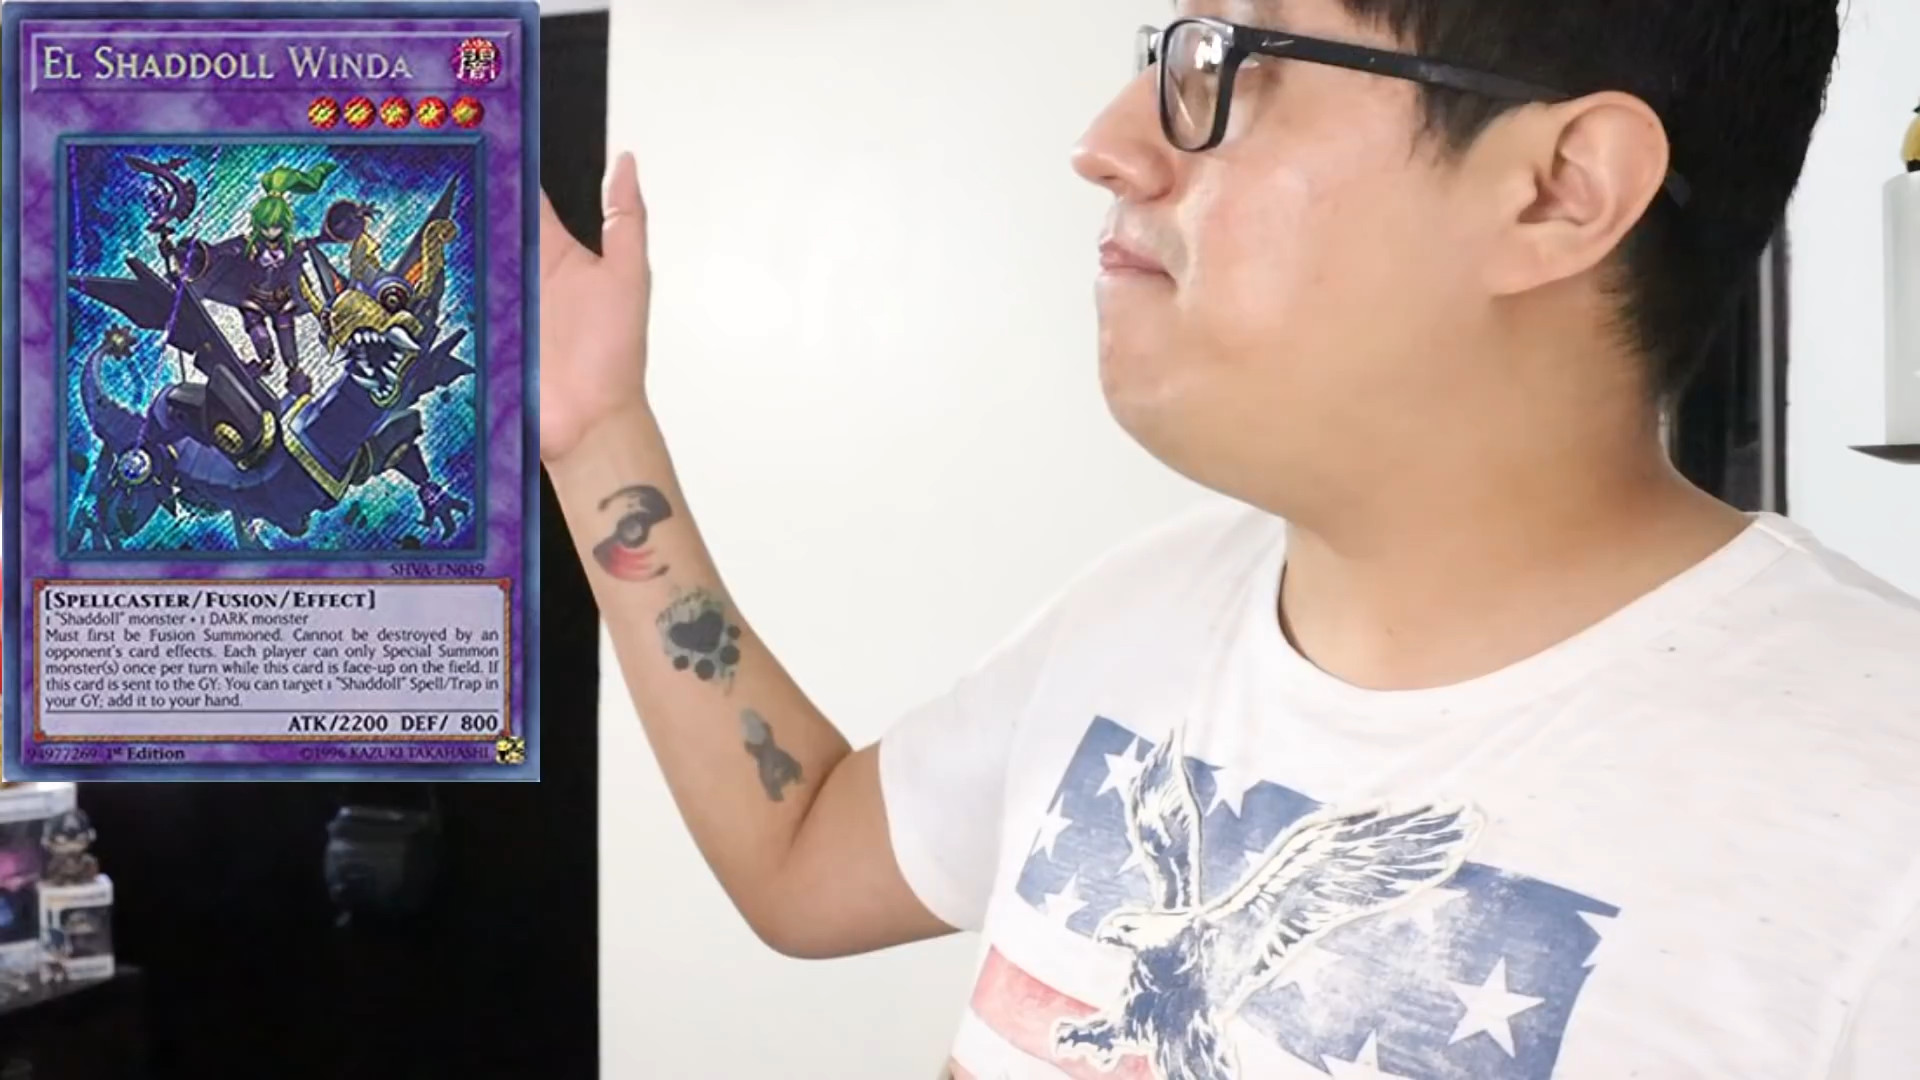 EL SHADDOLL WINDA
SHVA-EN049
[SPELLCASTER/FUSION/EFFECT]
1 "Shaddoll" monster + 1 DARK monster
Must first be Fusion Summoned. Cannot be destroyed by an
opponent's card effects. Each player can only Special Summon
monster(s) once per turn while this card is face-up on the field. If
this card is sent to the GY: You can target 1 "Shaddoll" Spell/Trap in
your GY; add it to your hand.
ATK/2200 DEF/ 800
94977269 1st Edition ©1996 KAZUKI TAKAHASHI